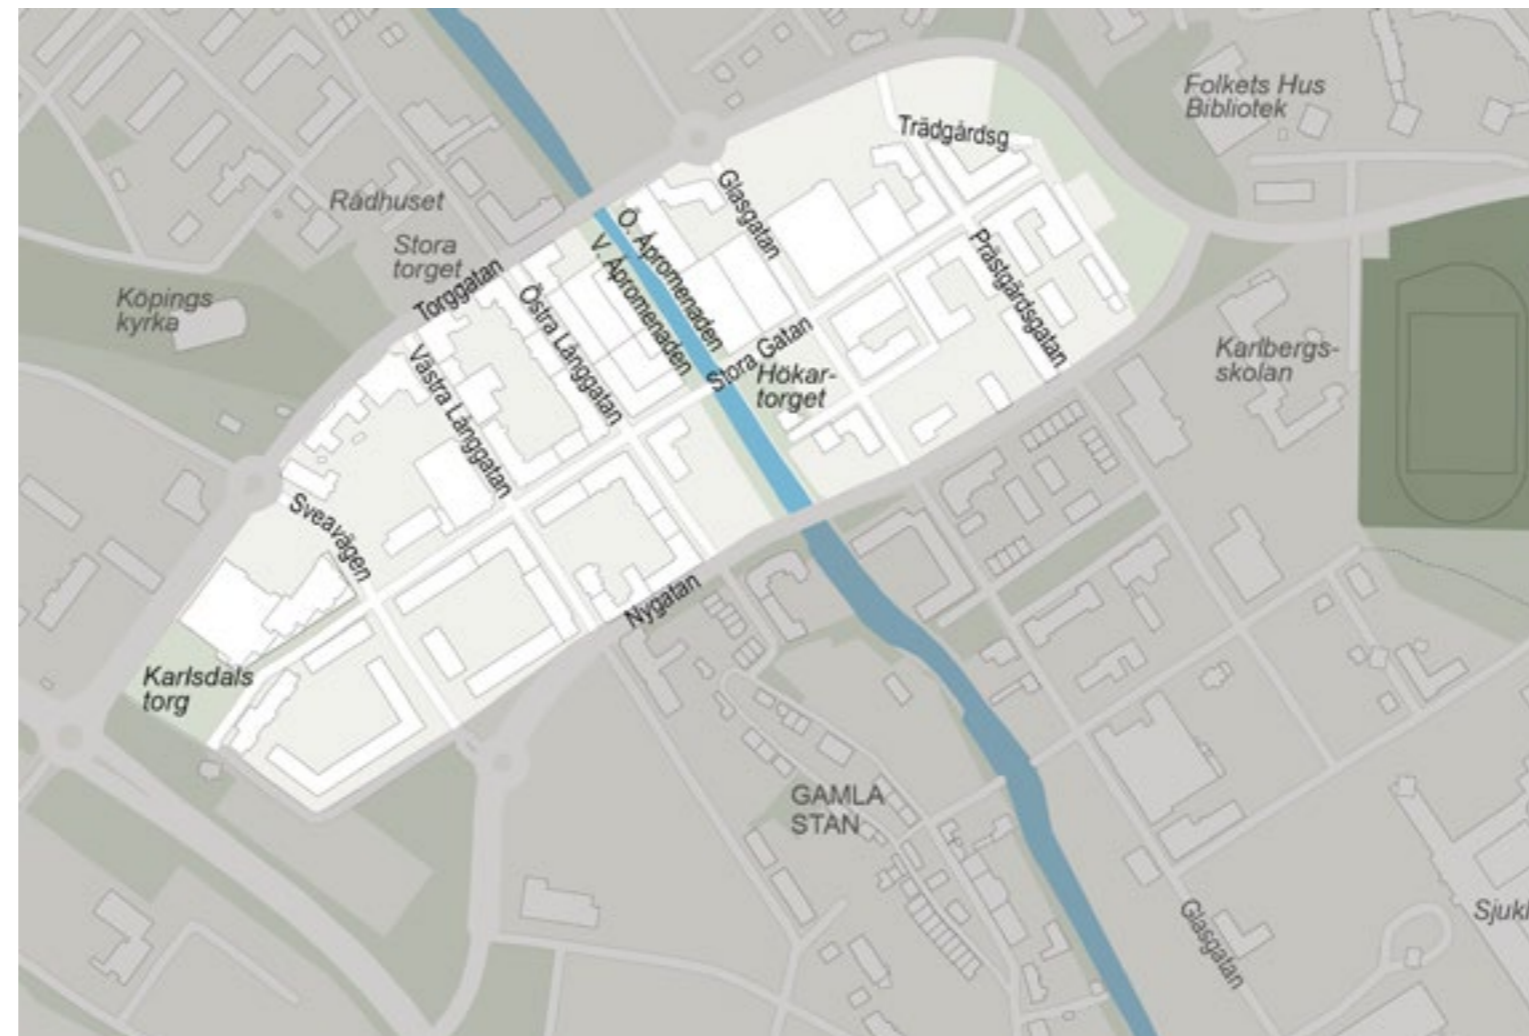 Folkets Hus
Bibliotek
Trädgårdsg
Rådhuset
Glasgatan
Stora
torget
Ö. Åpromenaden
V. Åpromenaden
Prästgårdsgatan
Torggatan
Östra Långgatan
Köpings
kyrka
Stora Gatan
Karlbergs-
skolan
Västra Långgatan
Hökar-
torget
Sveavägen
Nygatan
Karlsdals
torg
GAMLA
STAN
Glasgatan